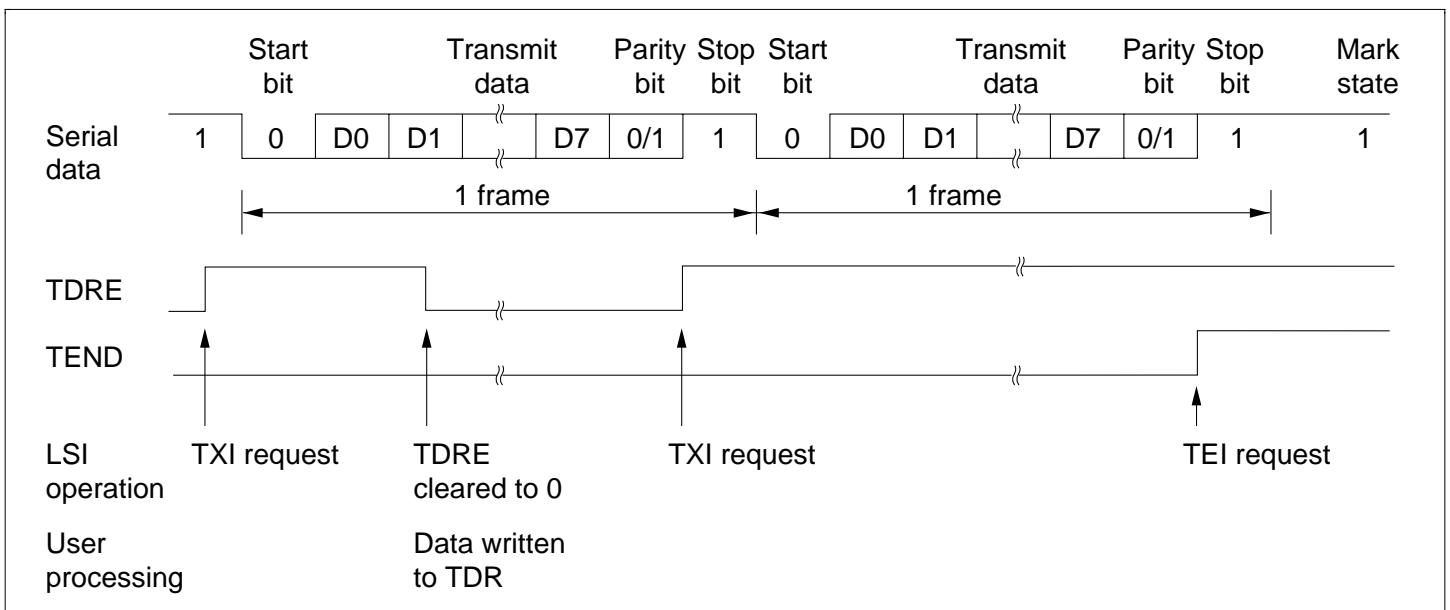 Start Transmit Parity Stop Start Transmit Parity Stop Mark
bit data bit bit bit data bit bit state
Serial data 1 0 D0 D1 D7 0/1 1 0 D0 D1 D7 0/1 1 1
1 frame 1 frame
TDRE
TEND
LSI operation TXI request TDRE cleared to 0 TXI request TEI request
User processing Data written to TDR